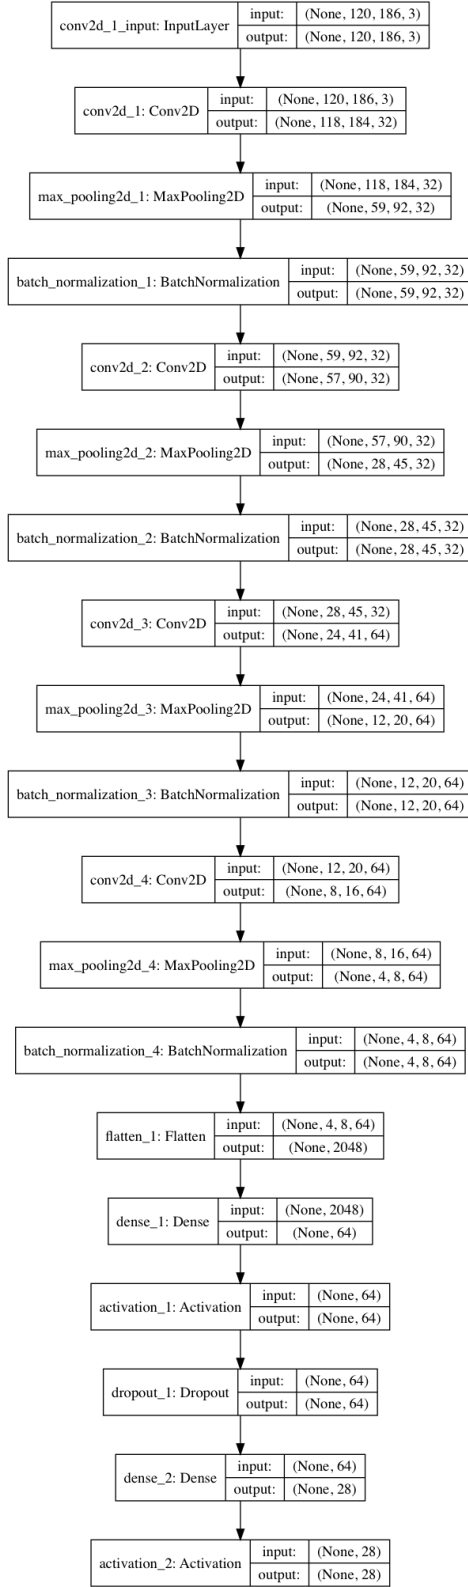 conv2d_1_input: InputLayer
input: (None, 120, 186, 3)
output: (None, 120, 186, 3)
conv2d_1: Conv2D
input: (None, 120, 186, 3)
output: (None, 118, 184, 32)
max_pooling2d_1: MaxPooling2D
input: (None, 118, 184, 32)
output: (None, 59, 92, 32)
batch_normalization_1: BatchNormalization
input: (None, 59, 92, 32)
output: (None, 59, 92, 32)
conv2d_2: Conv2D
input: (None, 59, 92, 32)
output: (None, 57, 90, 32)
max_pooling2d_2: MaxPooling2D
input: (None, 57, 90, 32)
output: (None, 28, 45, 32)
batch_normalization_2: BatchNormalization
input: (None, 28, 45, 32)
output: (None, 28, 45, 32)
conv2d_3: Conv2D
input: (None, 28, 45, 32)
output: (None, 24, 41, 64)
max_pooling2d_3: MaxPooling2D
input: (None, 24, 41, 64)
output: (None, 12, 20, 64)
batch_normalization_3: BatchNormalization
input: (None, 12, 20, 64)
output: (None, 12, 20, 64)
conv2d_4: Conv2D
input: (None, 12, 20, 64)
output: (None, 8, 16, 64)
max_pooling2d_4: MaxPooling2D
input: (None, 8, 16, 64)
output: (None, 4, 8, 64)
batch_normalization_4: BatchNormalization
input: (None, 4, 8, 64)
output: (None, 4, 8, 64)
flatten_1: Flatten
input: (None, 4, 8, 64)
output: (None, 2048)
dense_1: Dense
input: (None, 2048)
output: (None, 64)
activation_1: Activation
input: (None, 64)
output: (None, 64)
dropout_1: Dropout
input: (None, 64)
output: (None, 64)
dense_2: Dense
input: (None, 64)
output: (None, 28)
activation_2: Activation
input: (None, 28)
output: (None, 28)